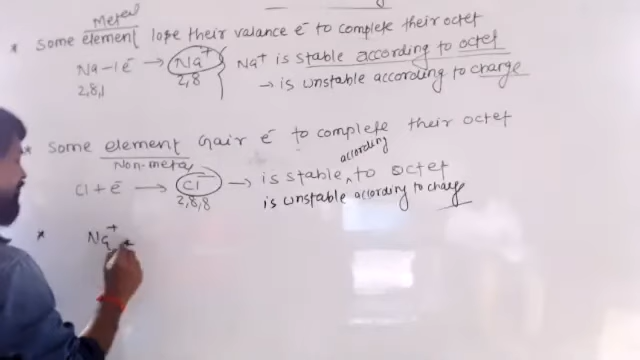 Metal
* Some element lose their valance e⁻ to complete their octet
Na - 1e⁻ → Na⁺ { Na⁺ is stable according to octet
2,8,1 2,8 → is unstable according to charge
* Some element Gair e⁻ to complete their octet
Non-metal according
Cl + e⁻ → Cl⁻ → is stable ^ to octet
2,8,8 is unstable according to charg
* Na⁺